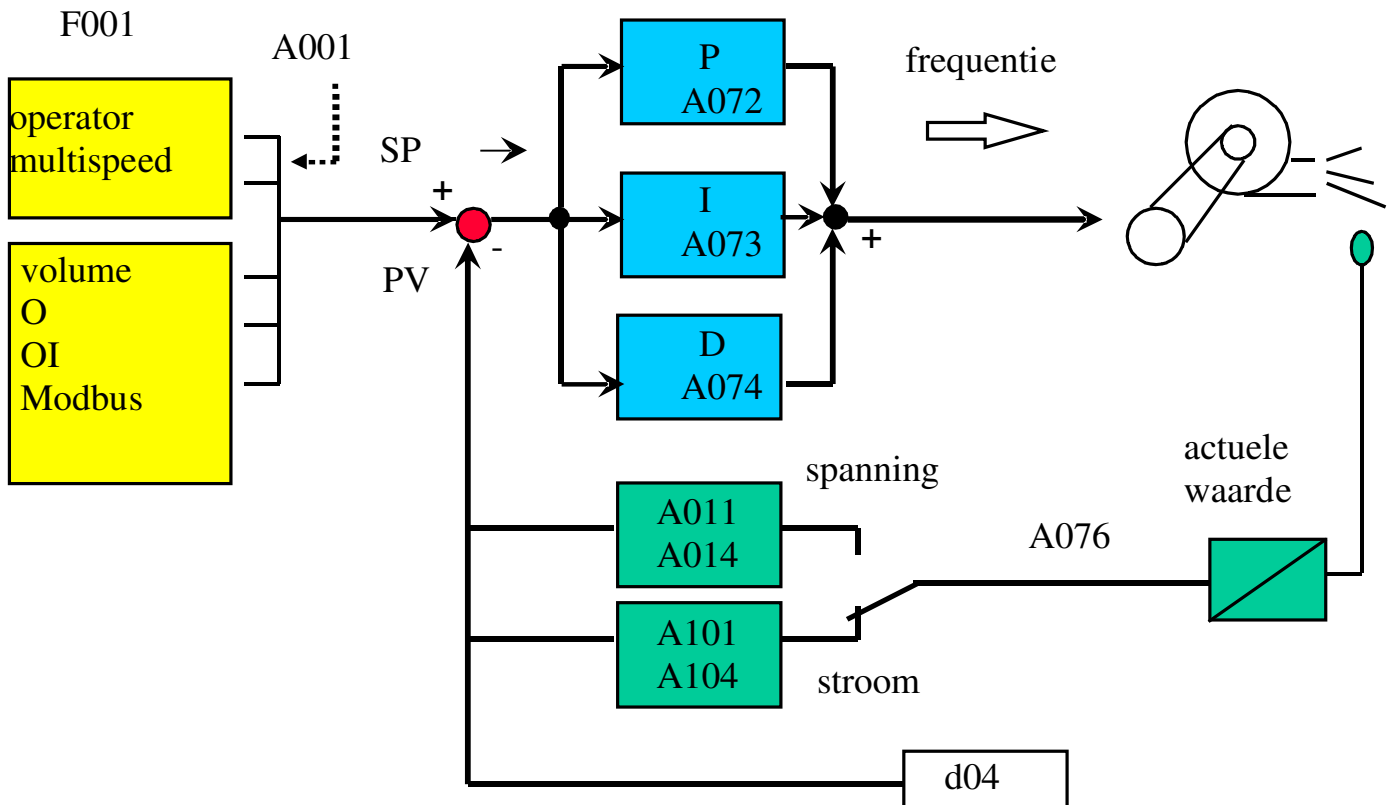 F001
A001
operator
multispeed
volume
O
OI
Modbus
SP
+
-
PV
P
A072
I
A073
D
A074
+
frequentie
spanning
A011
A014
A101
A104
stroom
A076
actuele
waarde
d04